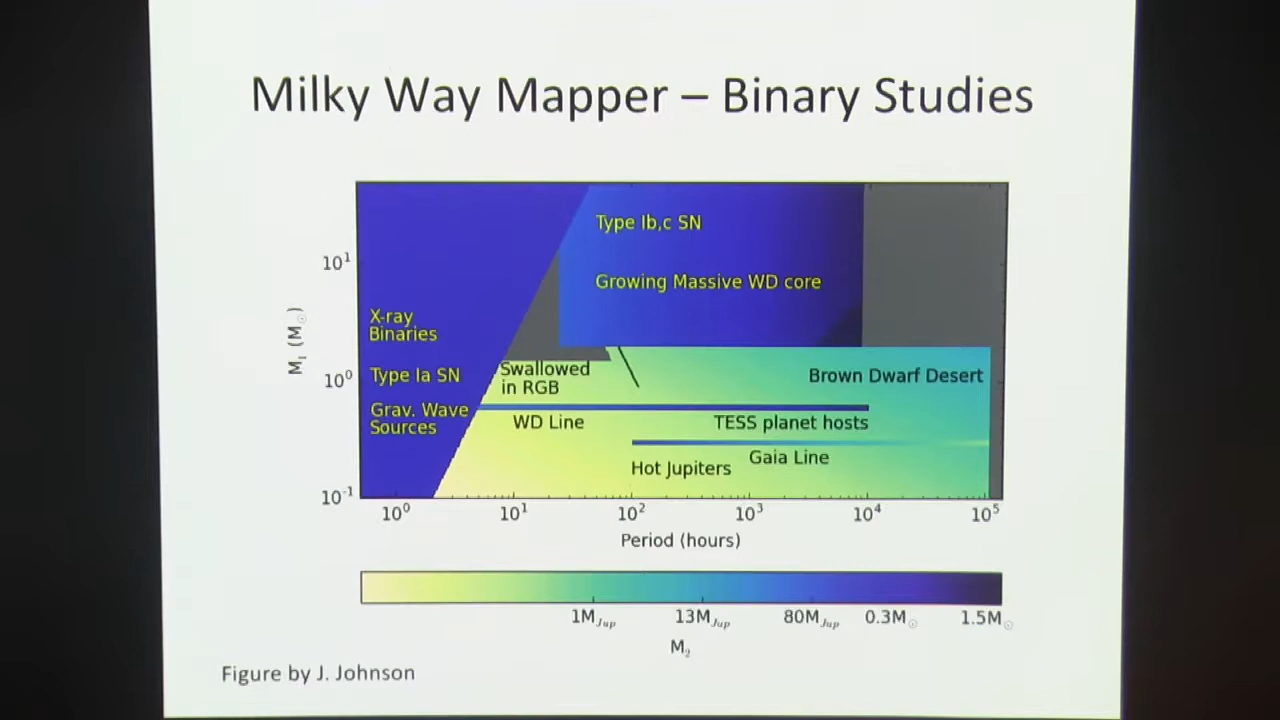 Milky Way Mapper – Binary Studies
Type Ib,c SN
Growing Massive WD core
X-ray
Binaries
Type Ia SN
Grav. Wave
Sources
Swallowed
in RGB
Brown Dwarf Desert
WD Line
TESS planet hosts
Gaia Line
Hot Jupiters
M₁ (M☉)
10¹
10⁰
10⁻¹
10⁰ 10¹ 10² 10³ 10⁴ 10⁵
Period (hours)
1M_Jup 13M_Jup 80M_Jup 0.3M☉ 1.5M☉
M₂
Figure by J. Johnson